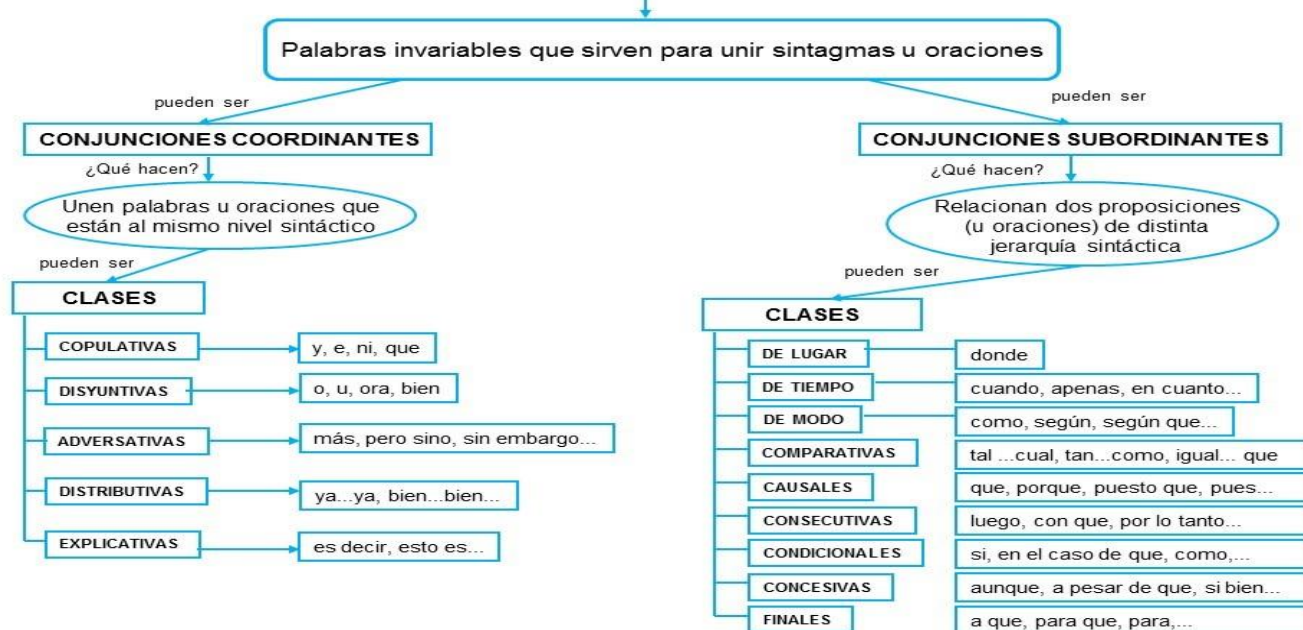 Palabras invariables que sirven para unir sintagmas u oraciones
pueden ser
CONJUNCIONES COORDINANTES
¿Qué hacen?
Unen palabras u oraciones que
están al mismo nivel sintáctico
pueden ser
CLASES
COPULATIVAS
y, e, ni, que
DISYUNTIVAS
o, u, ora, bien
ADVERSATIVAS
más, pero sino, sin embargo...
DISTRIBUTIVAS
ya...ya, bien...bien...
EXPLICATIVAS
es decir, esto es...
pueden ser
CONJUNCIONES SUBORDINANTES
¿Qué hacen?
Relacionan dos proposiciones
(u oraciones) de distinta
jerarquía sintáctica
pueden ser
CLASES
DE LUGAR
donde
DE TIEMPO
cuando, apenas, en cuanto...
DE MODO
como, según, según que...
COMPARATIVAS
tal ...cual, tan...como, igual... que
CAUSALES
que, porque, puesto que, pues...
CONSECUTIVAS
luego, con que, por lo tanto...
CONDICIONALES
si, en el caso de que, como,...
CONCESIVAS
aunque, a pesar de que, si bien...
FINALES
a que, para que, para,...